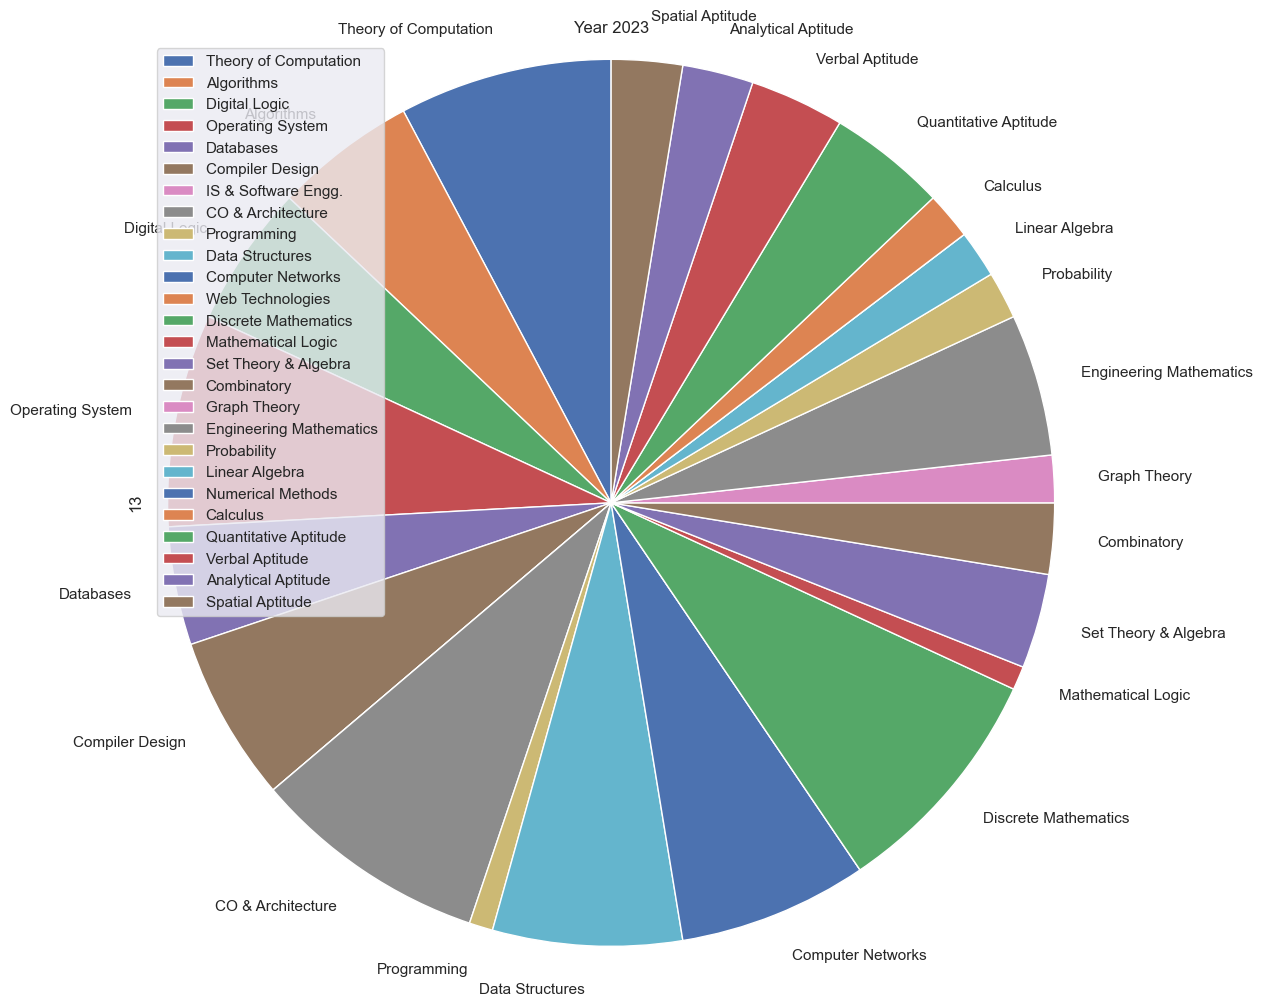 Year 2023
Spatial Aptitude
Analytical Aptitude
Verbal Aptitude
Quantitative Aptitude
Calculus
Linear Algebra
Probability
Engineering Mathematics
Graph Theory
Combinatory
Set Theory & Algebra
Mathematical Logic
Discrete Mathematics
Computer Networks
Data Structures
Programming
CO & Architecture
Compiler Design
Databases
Operating System
Digital Logic
Algorithms
Theory of Computation
13
Theory of Computation
Algorithms
Digital Logic
Operating System
Databases
Compiler Design
IS & Software Engg.
CO & Architecture
Programming
Data Structures
Computer Networks
Web Technologies
Discrete Mathematics
Mathematical Logic
Set Theory & Algebra
Combinatory
Graph Theory
Engineering Mathematics
Probability
Linear Algebra
Numerical Methods
Calculus
Quantitative Aptitude
Verbal Aptitude
Analytical Aptitude
Spatial Aptitude